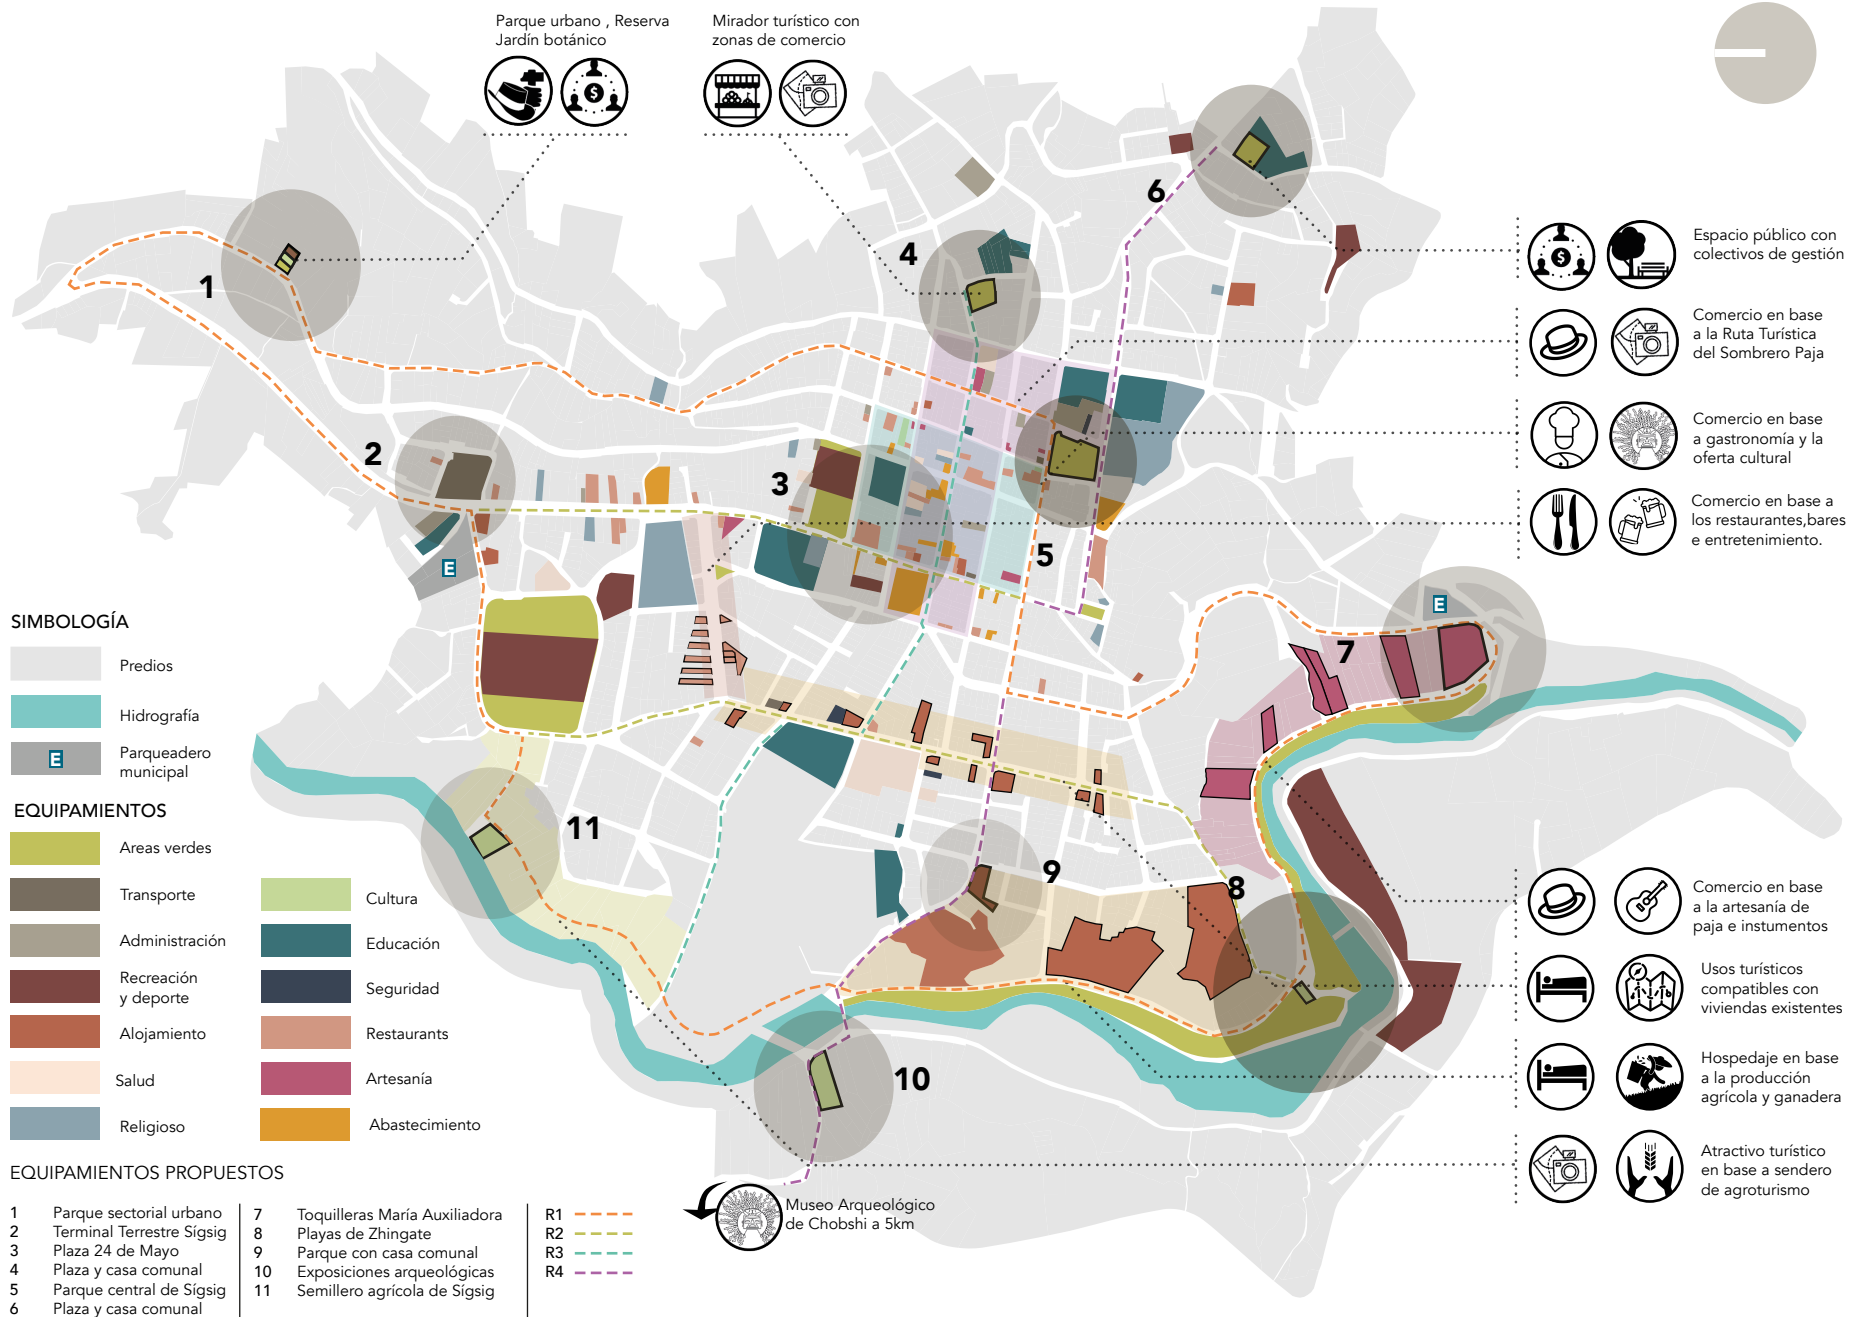 Parque urbano , Reserva
Jardín botánico
Mirador turístico con
zonas de comercio
1
2
3
4
5
6
7
8
9
10
11
E
E
Espacio público con
colectivos de gestión
Comercio en base
a la Ruta Turística
del Sombrero Paja
Comercio en base
a gastronomía y la
oferta cultural
Comercio en base a
los restaurantes,bares
e entretenimiento.
Comercio en base
a la artesanía de
paja e instumentos
Usos turísticos
compatibles con
viviendas existentes
Hospedaje en base
a la producción
agrícola y ganadera
Atractivo turístico
en base a sendero
de agroturismo
Museo Arqueológico
de Chobshi a 5km
SIMBOLOGÍA
Predios
Hidrografía
E
Parqueadero
municipal
EQUIPAMIENTOS
Areas verdes
Transporte
Administración
Recreación
y deporte
Alojamiento
Salud
Religioso
Cultura
Educación
Seguridad
Restaurants
Artesanía
Abastecimiento
EQUIPAMIENTOS PROPUESTOS
1 Parque sectorial urbano
2 Terminal Terrestre Sígsig
3 Plaza 24 de Mayo
4 Plaza y casa comunal
5 Parque central de Sígsig
6 Plaza y casa comunal
7 Toquilleras María Auxiliadora
8 Playas de Zhingate
9 Parque con casa comunal
10 Exposiciones arqueológicas
11 Semillero agrícola de Sígsig
R1
R2
R3
R4
$
$